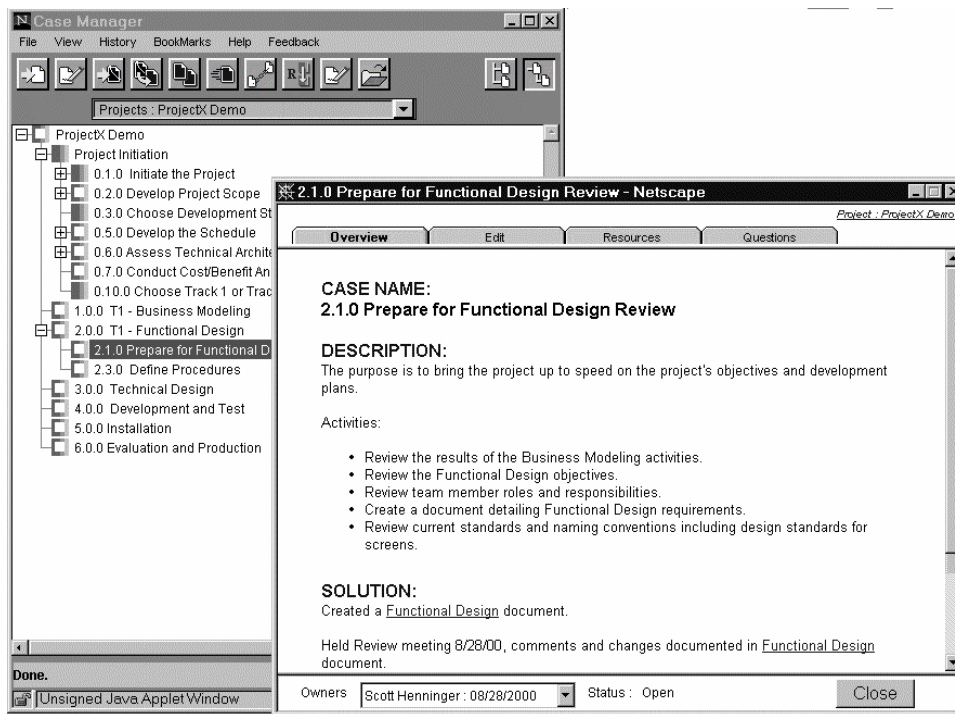 Case Manager
File View History BookMarks Help Feedback
R
Projects : ProjectX Demo
ProjectX Demo
Project Initiation
0.1.0 Initiate the Project
0.2.0 Develop Project Scope
0.3.0 Choose Development St
0.5.0 Develop the Schedule
0.6.0 Assess Technical Archite
0.7.0 Conduct Cost/Benefit An
0.10.0 Choose Track 1 or Trac
1.0.0 T1 - Business Modeling
2.0.0 T1 - Functional Design
2.1.0 Prepare for Functional D
2.3.0 Define Procedures
3.0.0 Technical Design
4.0.0 Development and Test
5.0.0 Installation
6.0.0 Evaluation and Production
Done.
Unsigned Java Applet Window
2.1.0 Prepare for Functional Design Review - Netscape
Project : ProjectX Demo
Overview Edit Resources Questions
CASE NAME:
2.1.0 Prepare for Functional Design Review
DESCRIPTION:
The purpose is to bring the project up to speed on the project's objectives and development
plans.
Activities:
• Review the results of the Business Modeling activities.
• Review the Functional Design objectives.
• Review team member roles and responsibilities.
• Create a document detailing Functional Design requirements.
• Review current standards and naming conventions including design standards for
screens.
SOLUTION:
Created a Functional Design document.
Held Review meeting 8/28/00, comments and changes documented in Functional Design
document.
Owners Scott Henninger : 08/28/2000 Status : Open Close